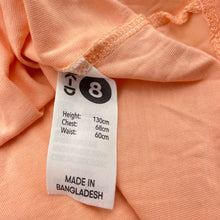 8
Height: 130cm
Chest: 68cm
Waist: 60cm
MADE IN
BANGLADESH